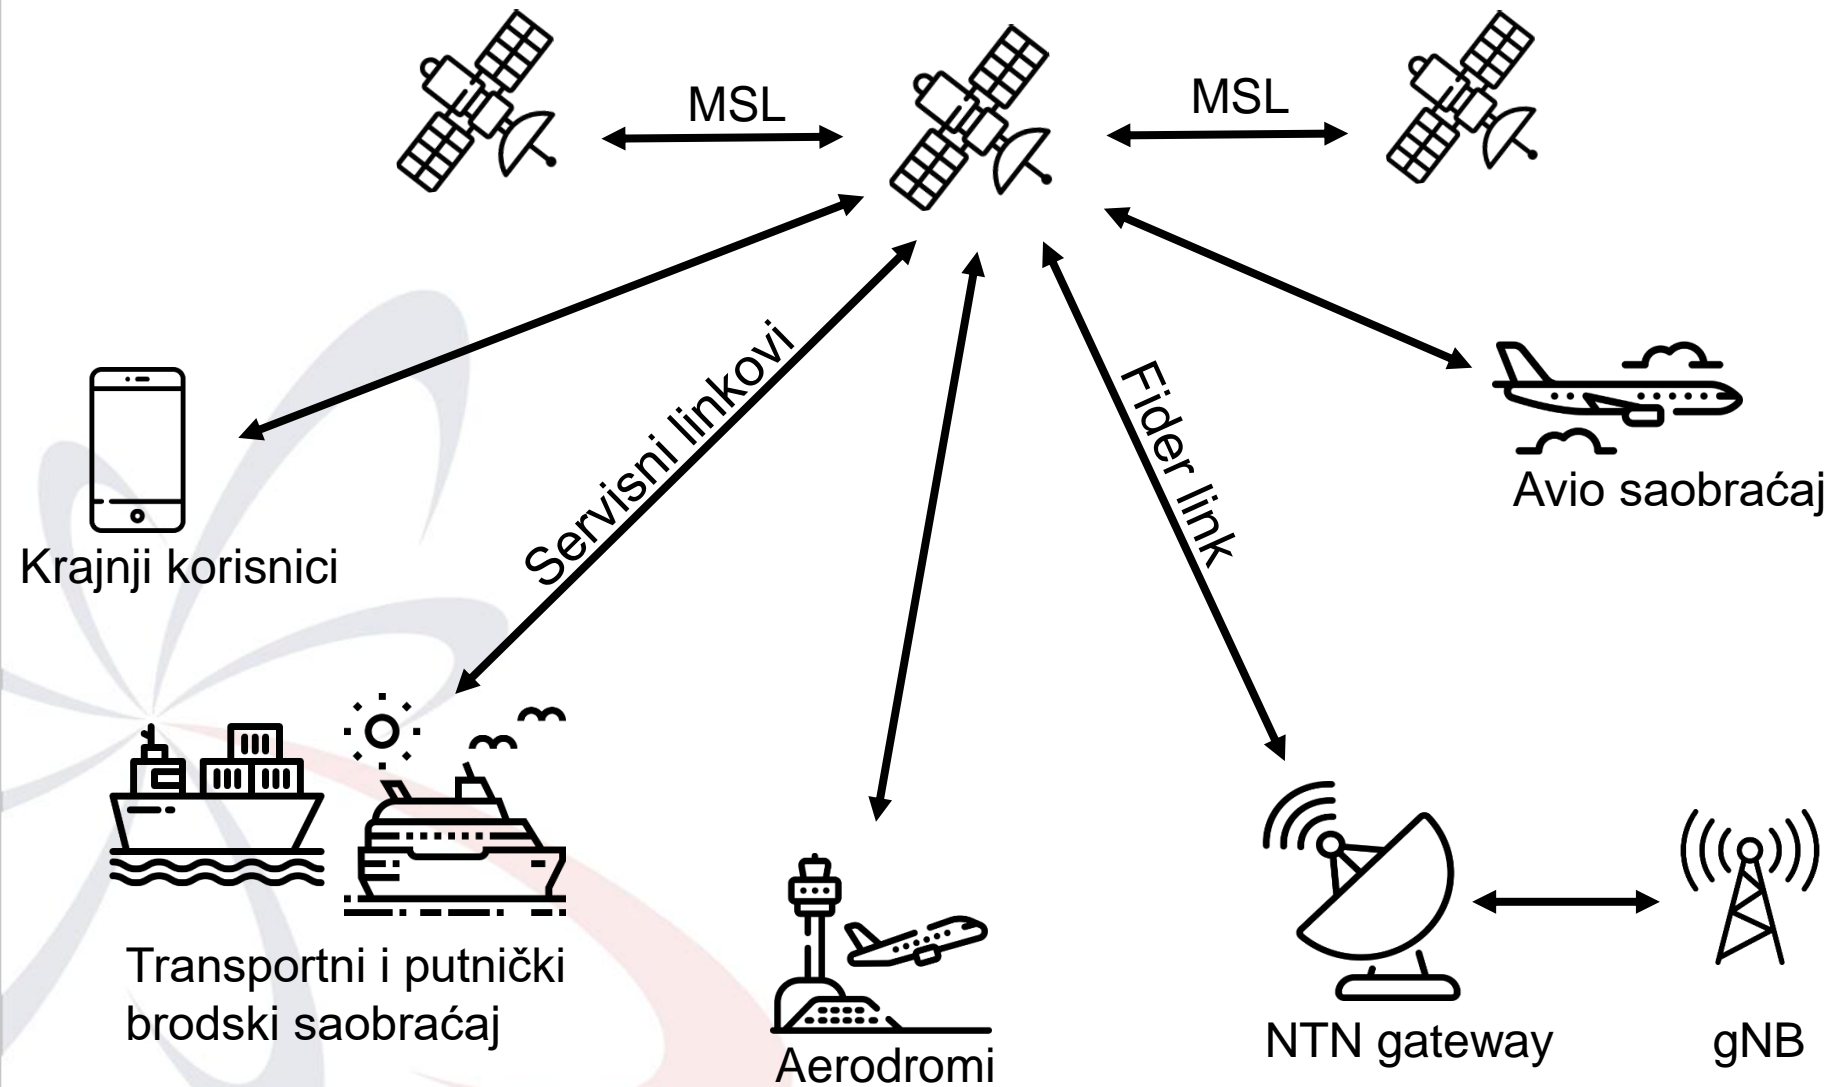 MSL
MSL
Servisni linkovi
Fider link
Avio saobraćaj
Krajnji korisnici
Transportni i putnički
brodski saobraćaj
Aerodromi
NTN gateway
gNB